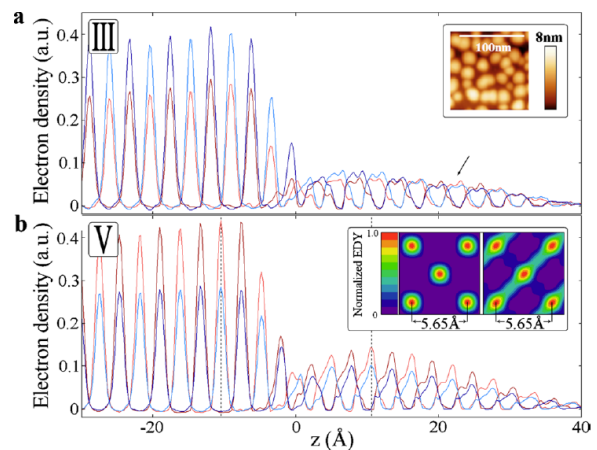 a
III
Electron density (a.u.)
0.4
0.3
0.2
0.1
0
8nm
100nm
b
V
Electron density (a.u.)
0.4
0.3
0.2
0.1
0
Normalized EDY
1.0
0
5.65Å
5.65Å
-20
0
20
40
z (Å)